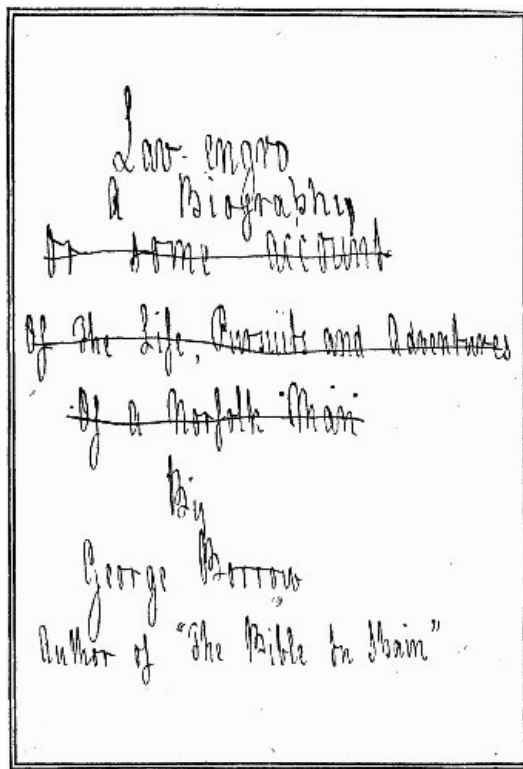 Lav-engro
A Biography
Or some account
Of the Life, Pursuits and Adventures
Of a Norfolk Man
By
George Borrow
Author of "The Bible In Spain"